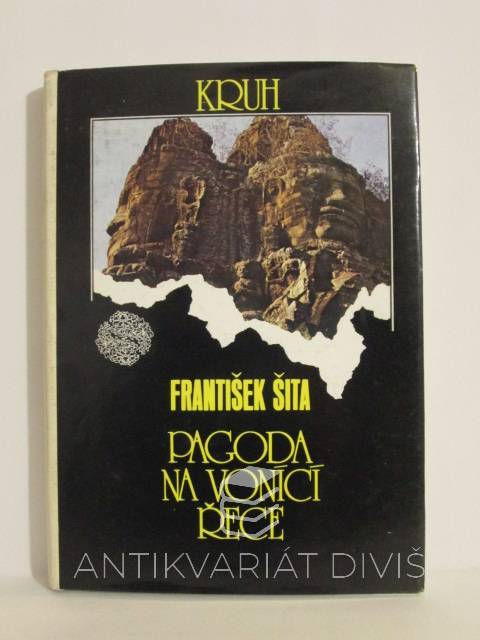 KRUH
FRANTIŠEK ŠITA
PAGODA
NA VONÍCÍ
ŘECE
ANTIKVARIÁT DIVIŠ